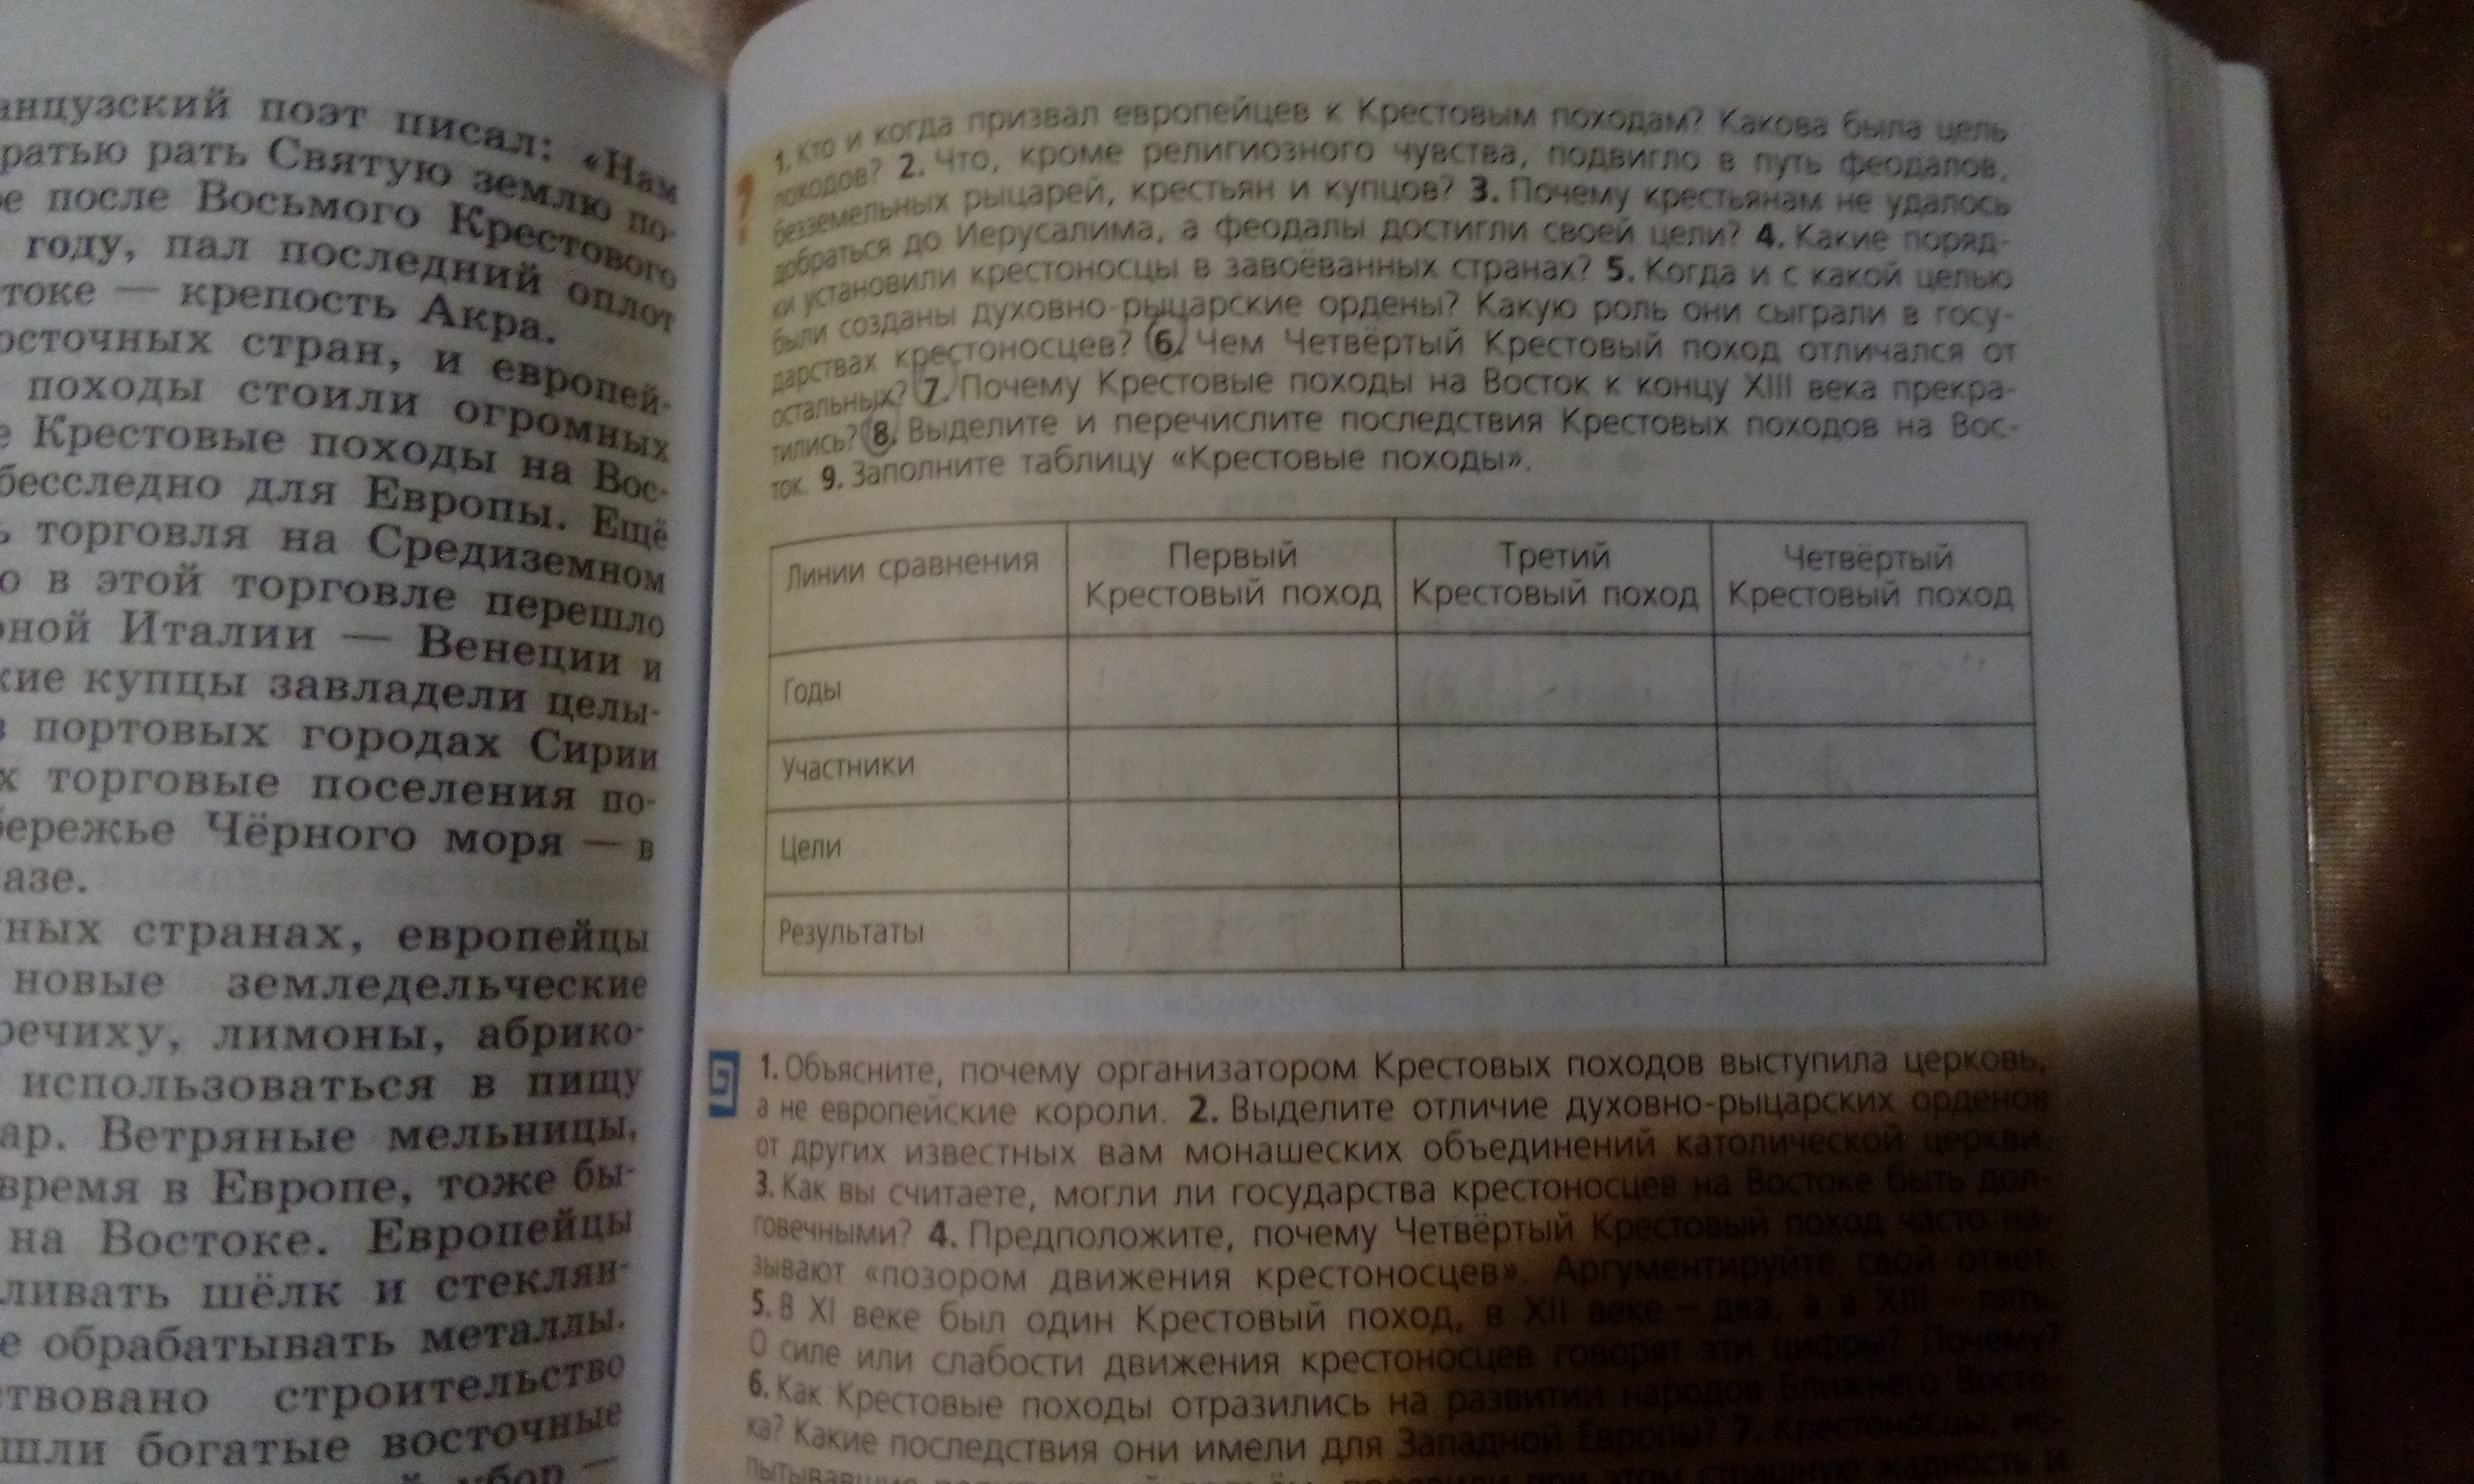 анцузский поэт писал: «Нам
ратью рать Святую землю по-
е после Восьмого Крестового
году, пал последний оплот
токе — крепость Акра.
осточных стран, и европей-
походы стоили огромных
е Крестовые походы на Вос-
бесследно для Европы. Ещё
ь торговля на Средиземном
о в этой торговле перешло
рной Италии — Венеции и
кие купцы завладели целы-
в портовых городах Сирии
х торговые поселения по-
бережье Чёрного моря — в
азе.
ных странах, европейцы
новые земледельческие
речиху, лимоны, абрико-
использоваться в пищу
ар. Ветряные мельницы,
время в Европе, тоже бы-
на Востоке. Европейцы
ливать шёлк и стеклян-
е обрабатывать металлы.
ствовано строительство
шли богатые восточные
убор —
? 1. Кто и когда призвал европейцев к Крестовым походам? Какова была цель
походов? 2. Что, кроме религиозного чувства, подвигло в путь феодалов,
безземельных рыцарей, крестьян и купцов? 3. Почему крестьянам не удалось
добраться до Иерусалима, а феодалы достигли своей цели? 4. Какие поряд-
ки установили крестоносцы в завоёванных странах? 5. Когда и с какой целью
были созданы духовно-рыцарские ордены? Какую роль они сыграли в госу-
дарствах крестоносцев? 6. Чем Четвёртый Крестовый поход отличался от
остальных? 7. Почему Крестовые походы на Восток к концу XIII века прекра-
тились? 8. Выделите и перечислите последствия Крестовых походов на Вос-
ток. 9. Заполните таблицу «Крестовые походы».
Линии сравнения Первый Крестовый поход Третий Крестовый поход Четвёртый Крестовый поход
Годы
Участники
Цели
Результаты
1. Объясните, почему организатором Крестовых походов выступила церковь,
а не европейские короли. 2. Выделите отличие духовно-рыцарских орденов
от других известных вам монашеских объединений католической церкви.
3. Как вы считаете, могли ли государства крестоносцев на Востоке быть дол-
говечными? 4. Предположите, почему Четвёртый Крестовый поход часто на-
зывают «позором движения крестоносцев». Аргументируйте свой ответ.
5. В XI веке был один Крестовый поход, в XII веке – два, а в XIII – пять.
О силе или слабости движения крестоносцев говорят эти цифры? Почему?
6. Как Крестовые походы отразились на развитии народов Ближнего Восто-
ка? Какие последствия они имели для Западной Европы? 7. Крестоносцы, ис-
пытывавшие при этом страшную жадность и